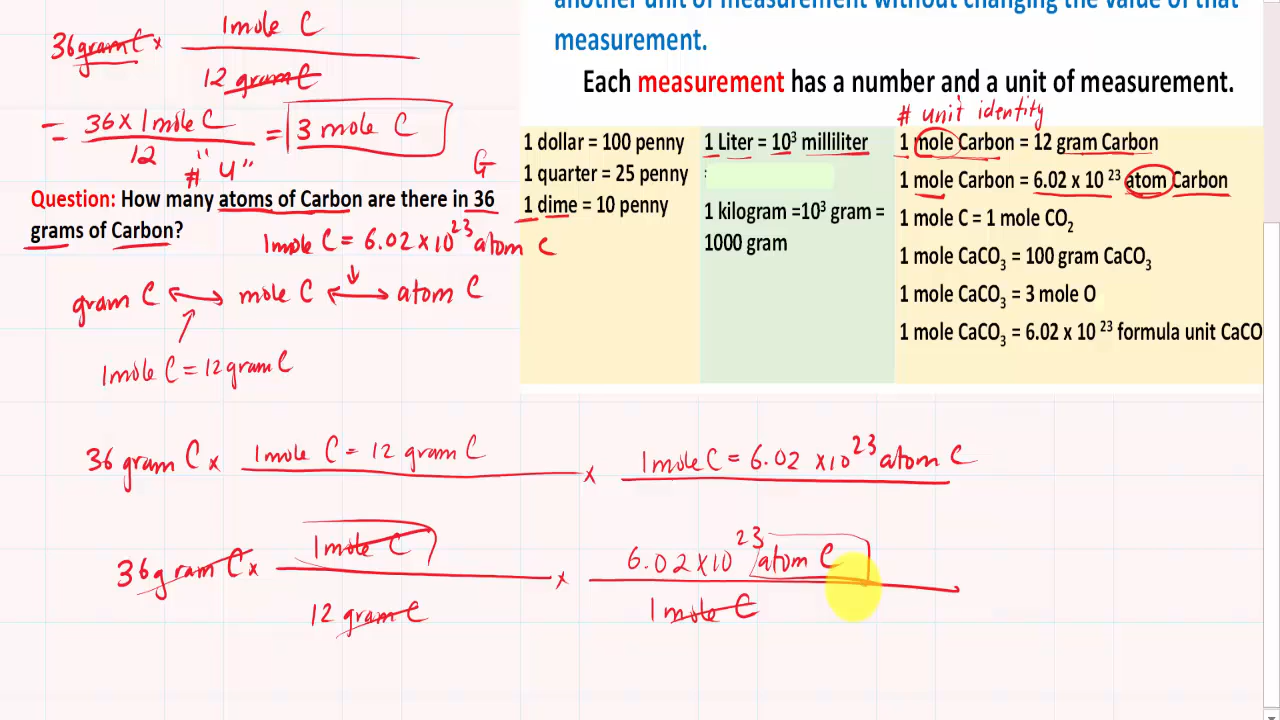 another unit of measurement without changing the value of that
measurement.
Each measurement has a number and a unit of measurement.
36 gram C × 1 mole C
12 gram C
= 36 × 1 mole C = 3 mole C
12
# "U"
G
# unit identity
1 dollar = 100 penny
1 quarter = 25 penny
1 dime = 10 penny
1 Liter = 10³ milliliter
:
1 kilogram =10³ gram =
1000 gram
1 mole Carbon = 12 gram Carbon
1 mol Carbon = 6.02 x 10 ²³ atom Carbon
1 mole C = 1 mole CO₂
1 mole CaCO₃ = 100 gram CaCO₃
1 mole CaCO₃ = 3 mole O
1 mole CaCO₃ = 6.02 x 10 ²³ formula unit CaCO
Question: How many atoms of Carbon are there in 36
grams of Carbon?
1 mole C = 6.02 × 10²³ atom C
gram C ↔ mole C ↔ atom C
1 mole C = 12 gram C
36 gram C × 1 mole C = 12 gram C × 1 mole C = 6.02 × 10²³ atom C
36 gram C × 1 mole C × 6.02 × 10²³ atom C
12 gram C 1 mole C